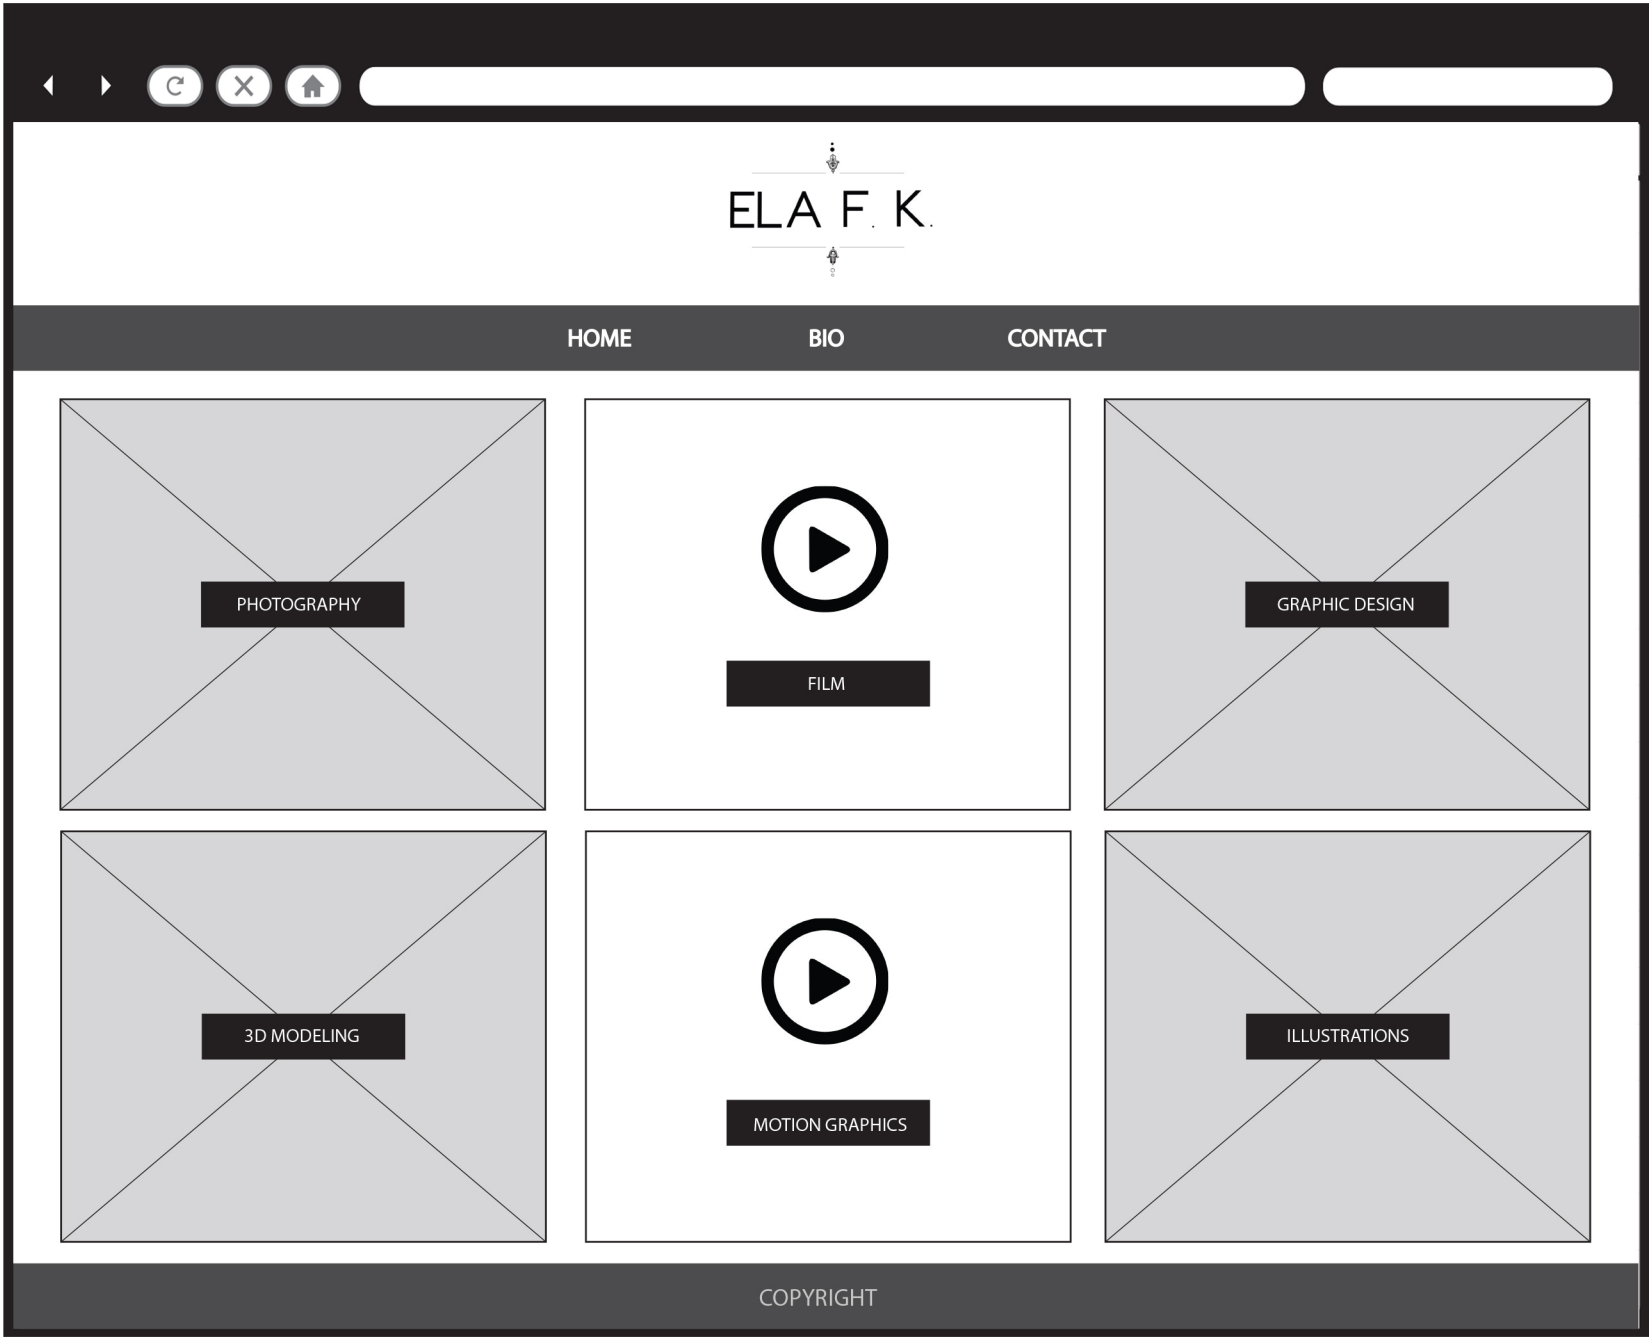 ELA F. K.
HOME BIO CONTACT
PHOTOGRAPHY
FILM
GRAPHIC DESIGN
3D MODELING
MOTION GRAPHICS
ILLUSTRATIONS
COPYRIGHT